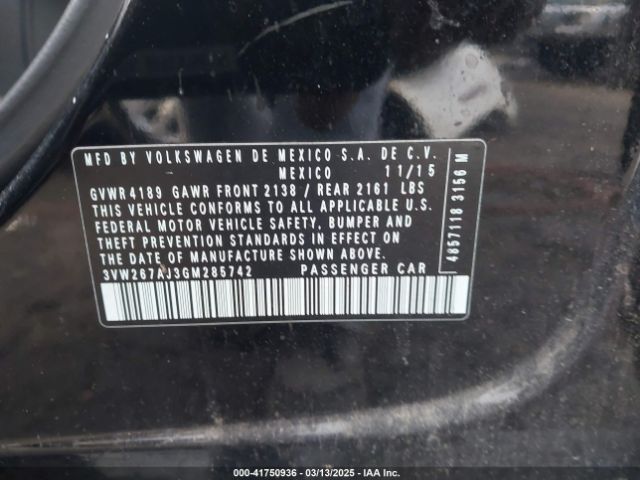 MFD BY VOLKSWAGEN DE MEXICO S.A. DE C.V.
MEXICO 11/15
GVWR4189 GAWR FRONT 2138 / REAR 2161 LBS
THIS VEHICLE CONFORMS TO ALL APPLICABLE U.S.
FEDERAL MOTOR VEHICLE SAFETY, BUMPER AND
THEFT PREVENTION STANDARDS IN EFFECT ON
THE DATE OF MANUFACTURE SHOWN ABOVE.
3VW267AJ3GM285742 PASSENGER CAR
4857118 3156 M
000-41750936 - 03/13/2025 - IAA Inc.